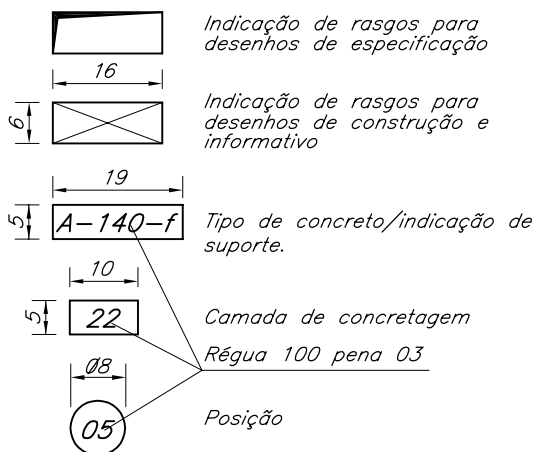 Indicação de rasgos para
desenhos de especificação
16
6
Indicação de rasgos para
desenhos de construção e
informativo
19
5
A-140-f
Tipo de concreto/indicação de
suporte.
10
5
22
Camada de concretagem
Régua 100 pena 03
Ø8
05
Posição